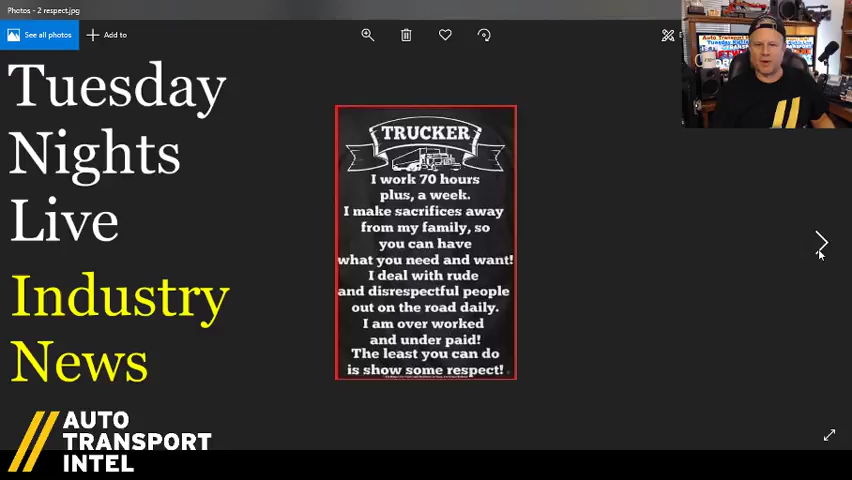 Photos - 2 respect.jpg
See all photos
Add to
Tuesday
Nights
Live
Industry
News
AUTO
TRANSPORT
INTEL
TRUCKER
I work 70 hours
plus, a week.
I make sacrifices away
from my family, so
you can have
what you need and want!
I deal with rude
and disrespectful people
out on the road daily.
I am over worked
and under paid!
The least you can do
is show some respect!